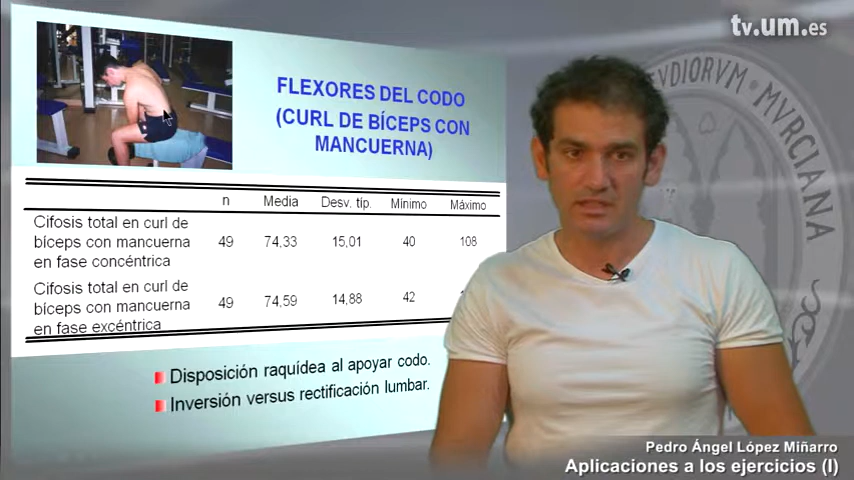 tv.um.es
FLEXORES DEL CODO
(CURL DE BÍCEPS CON
MANCUERNA)
n Media Desv. típ. Mínimo Máximo
Cifosis total en curl de
bíceps con mancuerna
en fase concéntrica
49 74,33 15,01 40 108
Cifosis total en curl de
bíceps con mancuerna
en fase excéntrica
49 74,59 14,88 42
Disposición raquídea al apoyar codo.
Inversión versus rectificación lumbar.
MVRCIANA
Pedro Ángel López Miñarro
Aplicaciones a los ejercicios (I)